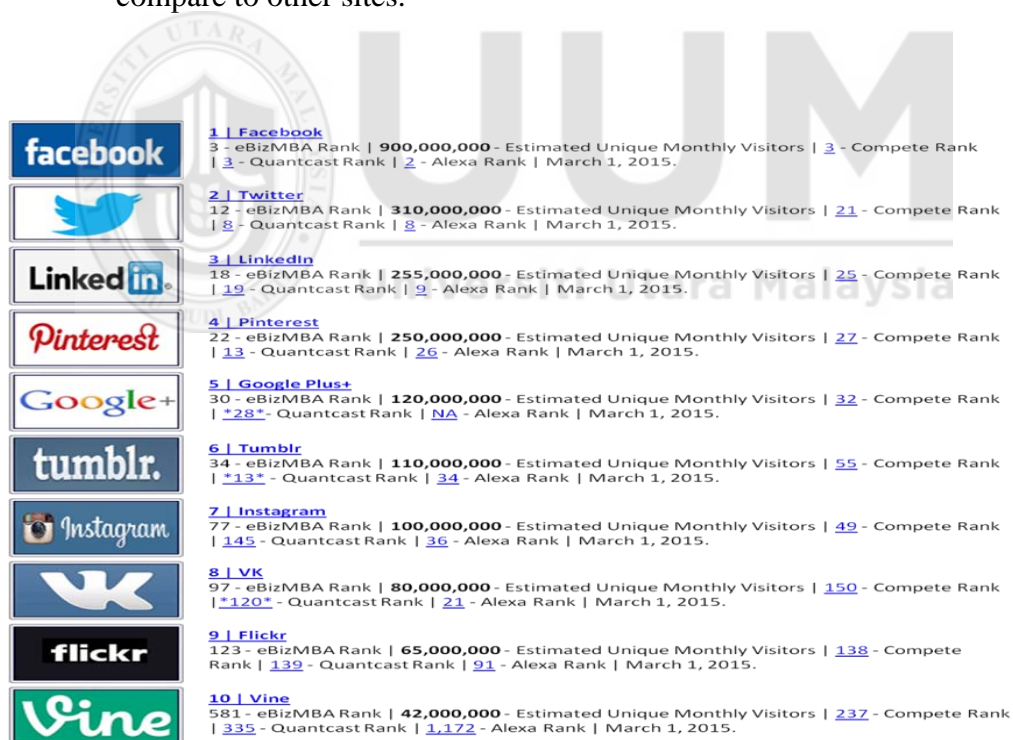 compare to other sites.
UNIVERSITI UTARA MALAYSIA
UUM
Universiti Utara Malaysia
facebook
1 | Facebook
3 - eBizMBA Rank | 900,000,000 - Estimated Unique Monthly Visitors | 3 - Compete Rank
| 3 - Quantcast Rank | 2 - Alexa Rank | March 1, 2015.
2 | Twitter
12 - eBizMBA Rank | 310,000,000 - Estimated Unique Monthly Visitors | 21 - Compete Rank
| 8 - Quantcast Rank | 8 - Alexa Rank | March 1, 2015.
Linked in
3 | LinkedIn
18 - eBizMBA Rank | 255,000,000 - Estimated Unique Monthly Visitors | 25 - Compete Rank
| 19 - Quantcast Rank | 9 - Alexa Rank | March 1, 2015.
Pinterest
4 | Pinterest
22 - eBizMBA Rank | 250,000,000 - Estimated Unique Monthly Visitors | 27 - Compete Rank
| 13 - Quantcast Rank | 26 - Alexa Rank | March 1, 2015.
Google+
5 | Google Plus+
30 - eBizMBA Rank | 120,000,000 - Estimated Unique Monthly Visitors | 32 - Compete Rank
| *28*- Quantcast Rank | NA - Alexa Rank | March 1, 2015.
tumblr.
6 | Tumblr
34 - eBizMBA Rank | 110,000,000 - Estimated Unique Monthly Visitors | 55 - Compete Rank
| *13* - Quantcast Rank | 34 - Alexa Rank | March 1, 2015.
Instagram
7 | Instagram
77 - eBizMBA Rank | 100,000,000 - Estimated Unique Monthly Visitors | 49 - Compete Rank
| 145 - Quantcast Rank | 36 - Alexa Rank | March 1, 2015.
8 | VK
97 - eBizMBA Rank | 80,000,000 - Estimated Unique Monthly Visitors | 150 - Compete Rank
| *120* - Quantcast Rank | 21 - Alexa Rank | March 1, 2015.
flickr
9 | Flickr
123 - eBizMBA Rank | 65,000,000 - Estimated Unique Monthly Visitors | 138 - Compete
Rank | 139 - Quantcast Rank | 91 - Alexa Rank | March 1, 2015.
Vine
10 | Vine
581 - eBizMBA Rank | 42,000,000 - Estimated Unique Monthly Visitors | 237 - Compete Rank
| 335 - Quantcast Rank | 1,172 - Alexa Rank | March 1, 2015.